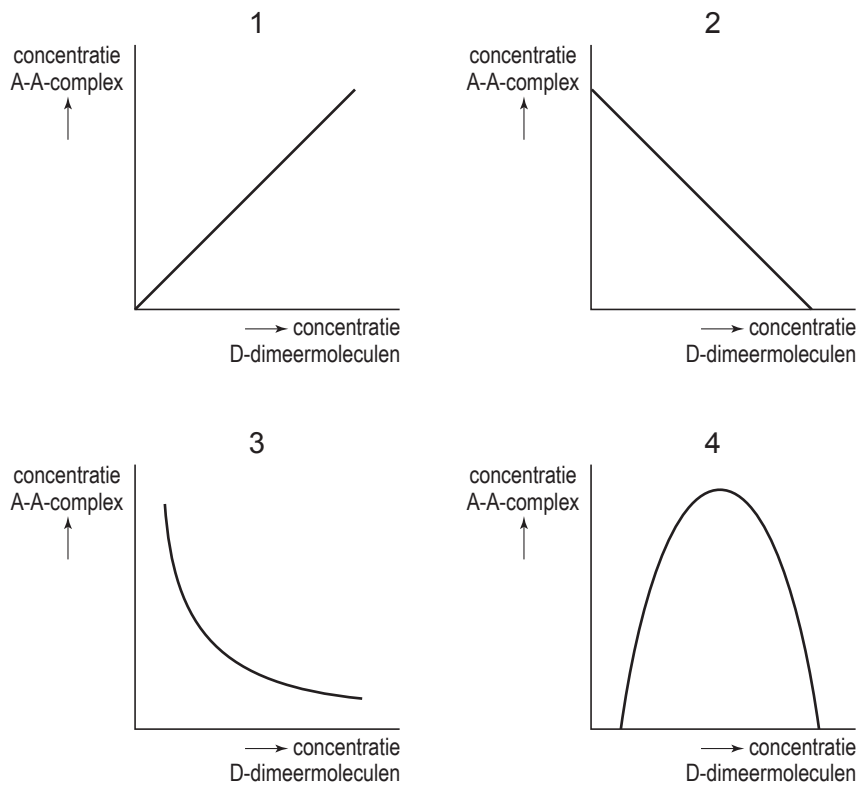 1
concentratie
A-A-complex
concentratie
D-dimeermoleculen
2
concentratie
A-A-complex
concentratie
D-dimeermoleculen
3
concentratie
A-A-complex
concentratie
D-dimeermoleculen
4
concentratie
A-A-complex
concentratie
D-dimeermoleculen